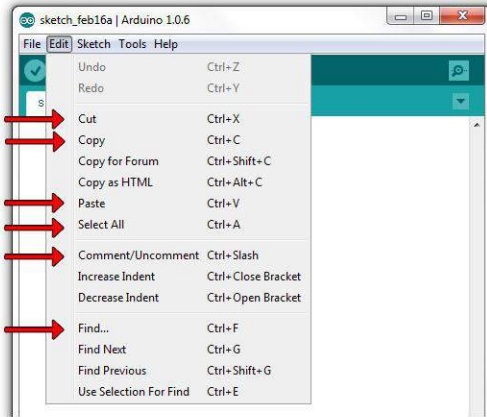 sketch_feb16a | Arduino 1.0.6
File Edit Sketch Tools Help
Undo Ctrl+Z
Redo Ctrl+Y
s
Cut Ctrl+X
Copy Ctrl+C
Copy for Forum Ctrl+Shift+C
Copy as HTML Ctrl+Alt+C
Paste Ctrl+V
Select All Ctrl+A
Comment/Uncomment Ctrl+Slash
Increase Indent Ctrl+Close Bracket
Decrease Indent Ctrl+Open Bracket
Find... Ctrl+F
Find Next Ctrl+G
Find Previous Ctrl+Shift+G
Use Selection For Find Ctrl+E